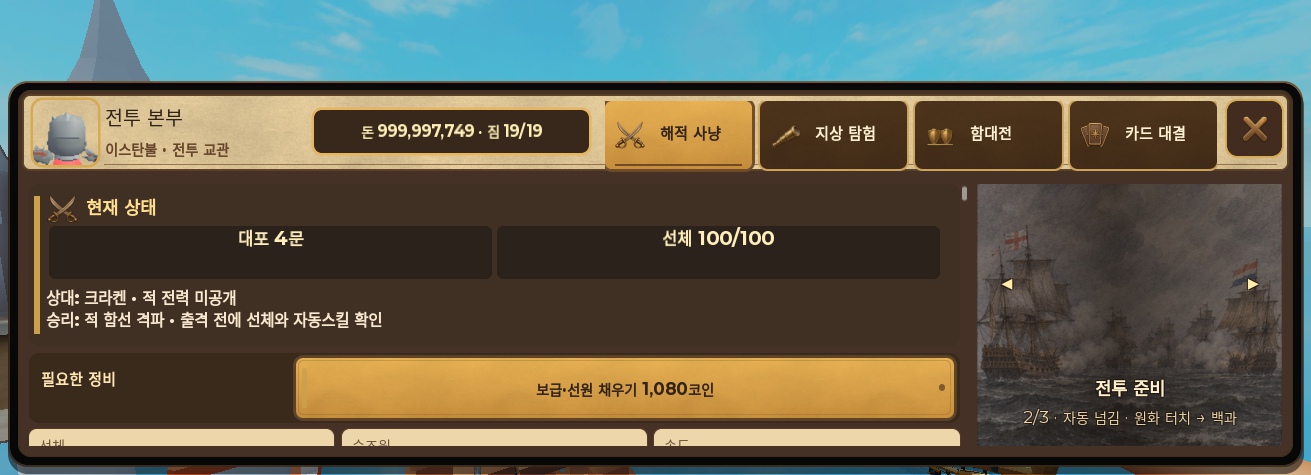 전투 본부
이스탄불 • 전투 교관
돈 999,997,749 · 짐 19/19
해적 사냥
지상 탐험
함대전
카드 대결
현재 상태
대포 4문
선체 100/100
상대: 크라켄 • 적 전력 미공개
승리: 적 함선 격파 • 출격 전에 선체와 자동스킬 확인
필요한 정비
보급·선원 채우기 1,080코인
◀
▶
전투 준비
2/3 · 자동 넘김 · 원화 터치 → 백과
선체
속도